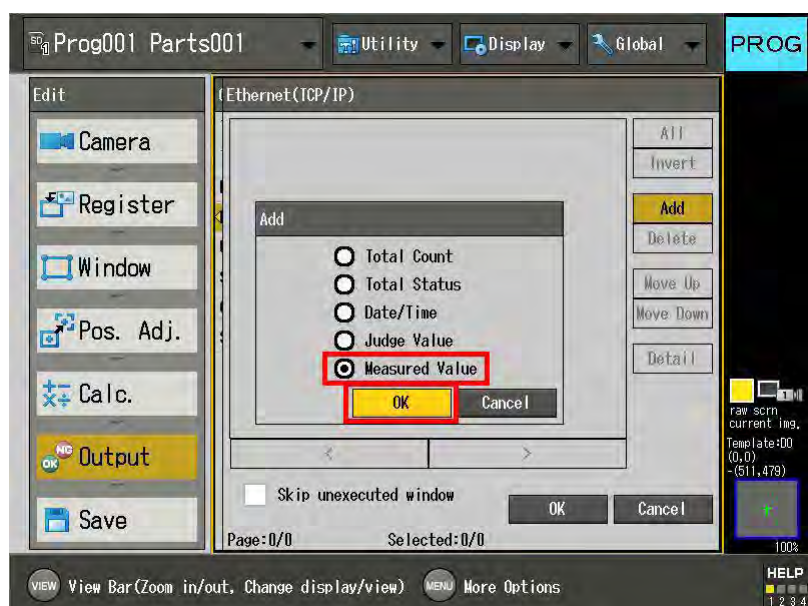 SD1 Prog001 Parts001
Utility
Display
Global
PROG
Edit
Camera
Register
Window
Pos. Adj.
Calc.
NG
OK
Output
Save
Ethernet(TCP/IP)
All
Invert
Add
Delete
Move Up
Move Down
Detail
Add
Total Count
Total Status
Date/Time
Judge Value
Measured Value
OK
Cancel
<
>
Skip unexecuted window
OK
Cancel
Page:0/0
Selected:0/0
raw scrn
current img.
Template:00
(0,0)
-(511,479)
100%
VIEW View Bar(Zoom in/out, Change display/view)
MENU More Options
HELP
1 2 3 4